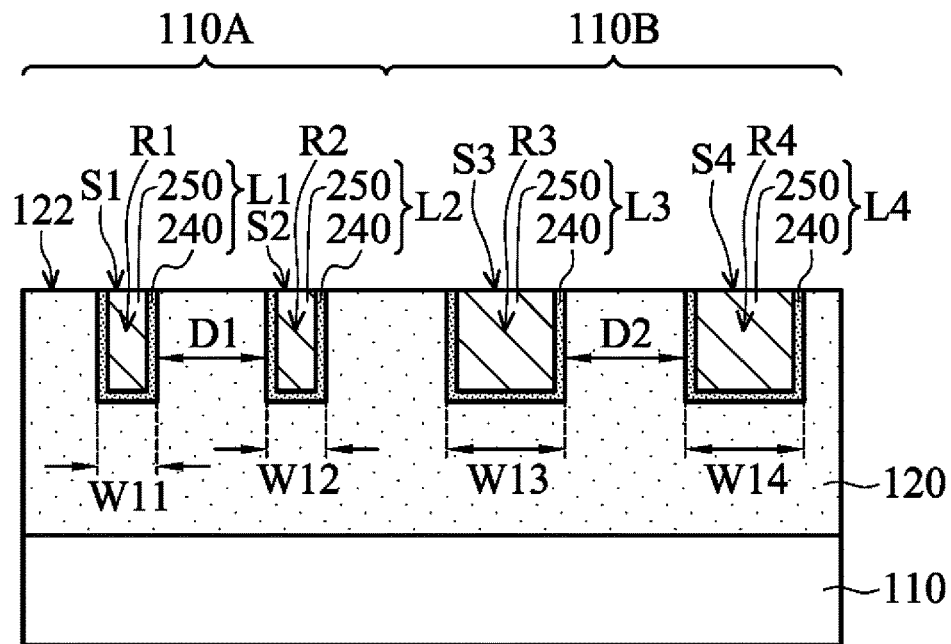 110A 110B
R1 R2 S3 R3 S4 R4
S1 250 L1 250 L2 250 L3 250 L4
122 240 S2 240 240 240
D1 D2
W11 W12 W13 W14
120
110